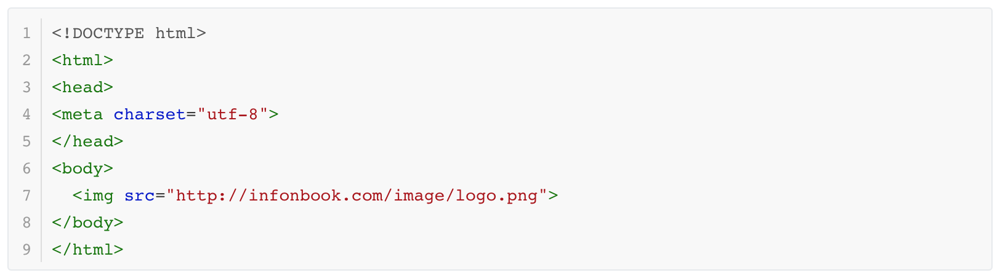 1 <!DOCTYPE html>
2 <html>
3 <head>
4 <meta charset="utf-8">
5 </head>
6 <body>
7   <img src="http://infonbook.com/image/logo.png">
8 </body>
9 </html>